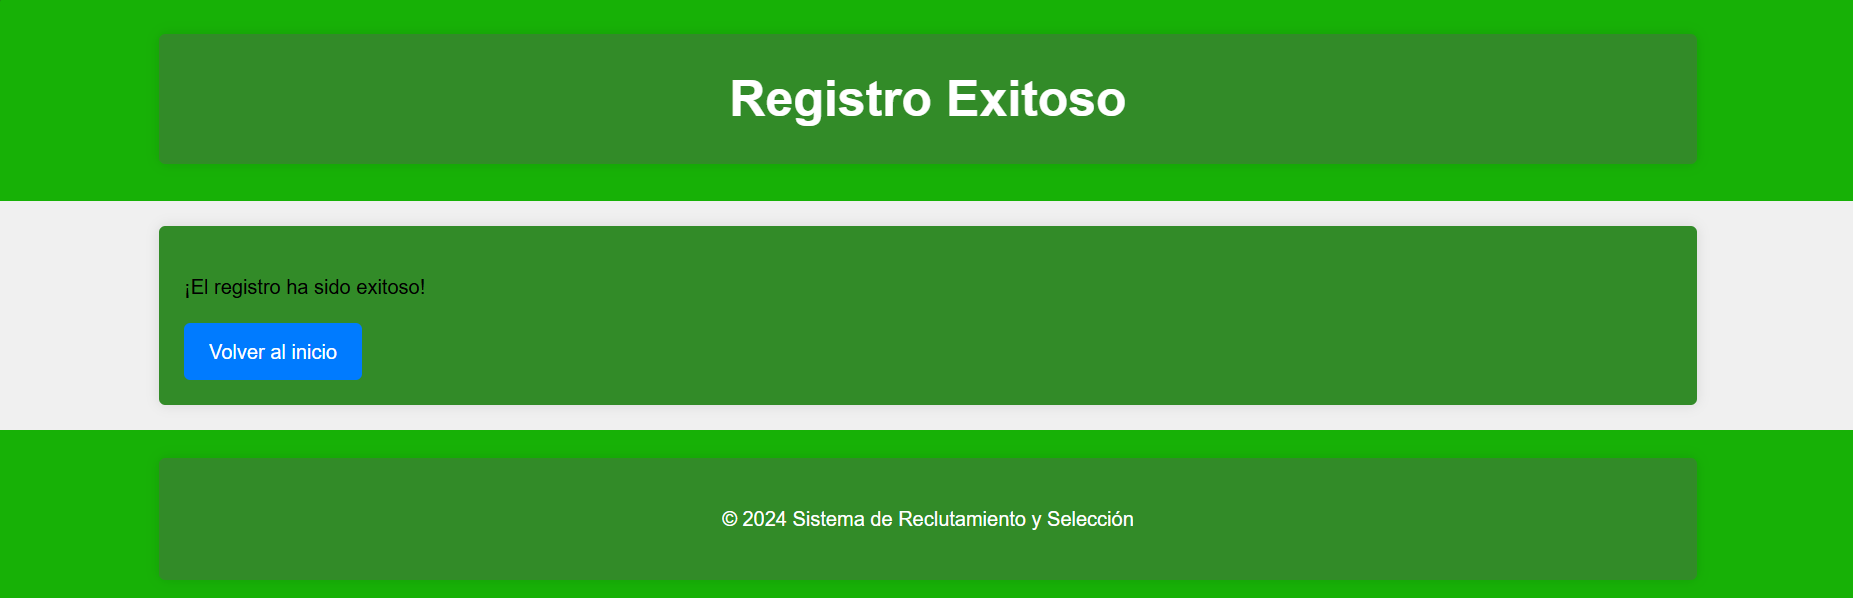 Registro Exitoso
¡El registro ha sido exitoso!
Volver al inicio
© 2024 Sistema de Reclutamiento y Selección